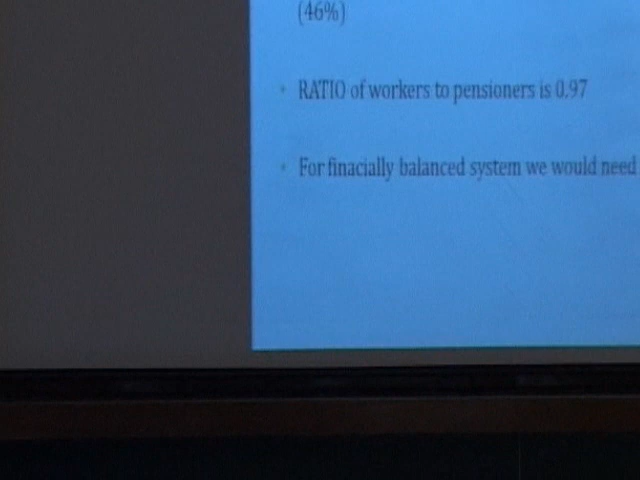 (46%)
RATIO of workers to pensioners is 0.97
For finacially balanced system we would need